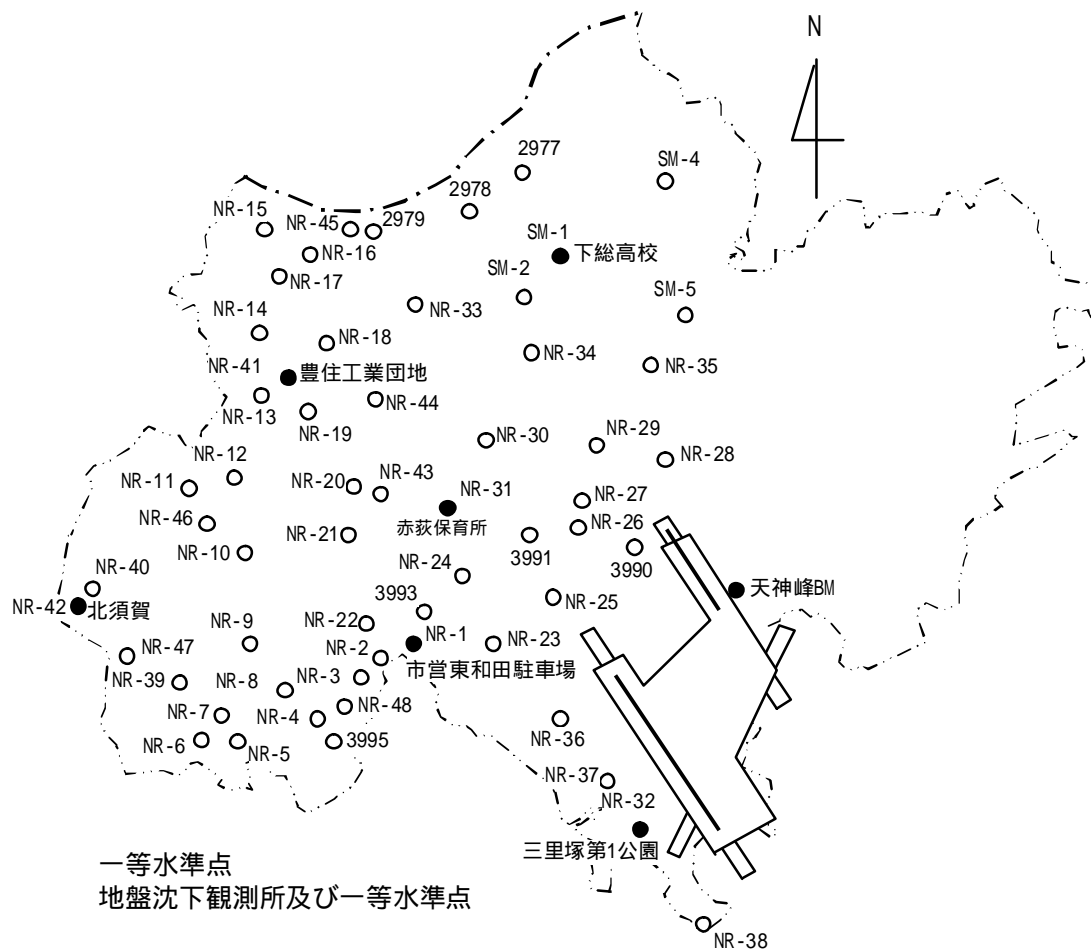 N
2977
SM-4
2978
NR-15
NR-45
2979
SM-1
下総高校
NR-16
NR-17
SM-2
SM-5
NR-33
NR-14
NR-18
NR-34
NR-35
NR-41
豊住工業団地
NR-44
NR-13
NR-19
NR-30
NR-29
NR-28
NR-12
NR-11
NR-20
NR-43
NR-31
NR-27
NR-46
赤荻保育所
NR-26
NR-21
NR-10
3991
3990
NR-24
NR-40
天神峰BM
NR-42
北須賀
3993
NR-25
NR-22
NR-9
NR-1
NR-23
NR-2
NR-47
市営東和田駐車場
NR-3
NR-39
NR-8
NR-48
NR-7
NR-4
NR-36
NR-6
NR-5
3995
NR-37
NR-32
三里塚第1公園
一等水準点
地盤沈下観測所及び一等水準点
NR-38